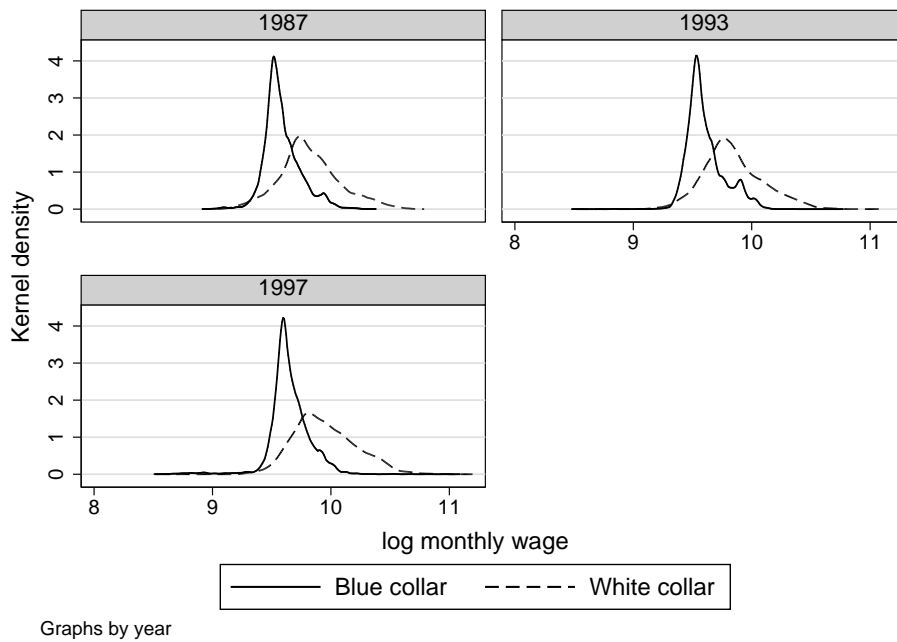 1987
1993
4
3
2
1
0
8 9 10 11
Kernel density
1997
4
3
2
1
0
8 9 10 11
log monthly wage
Blue collar White collar
Graphs by year